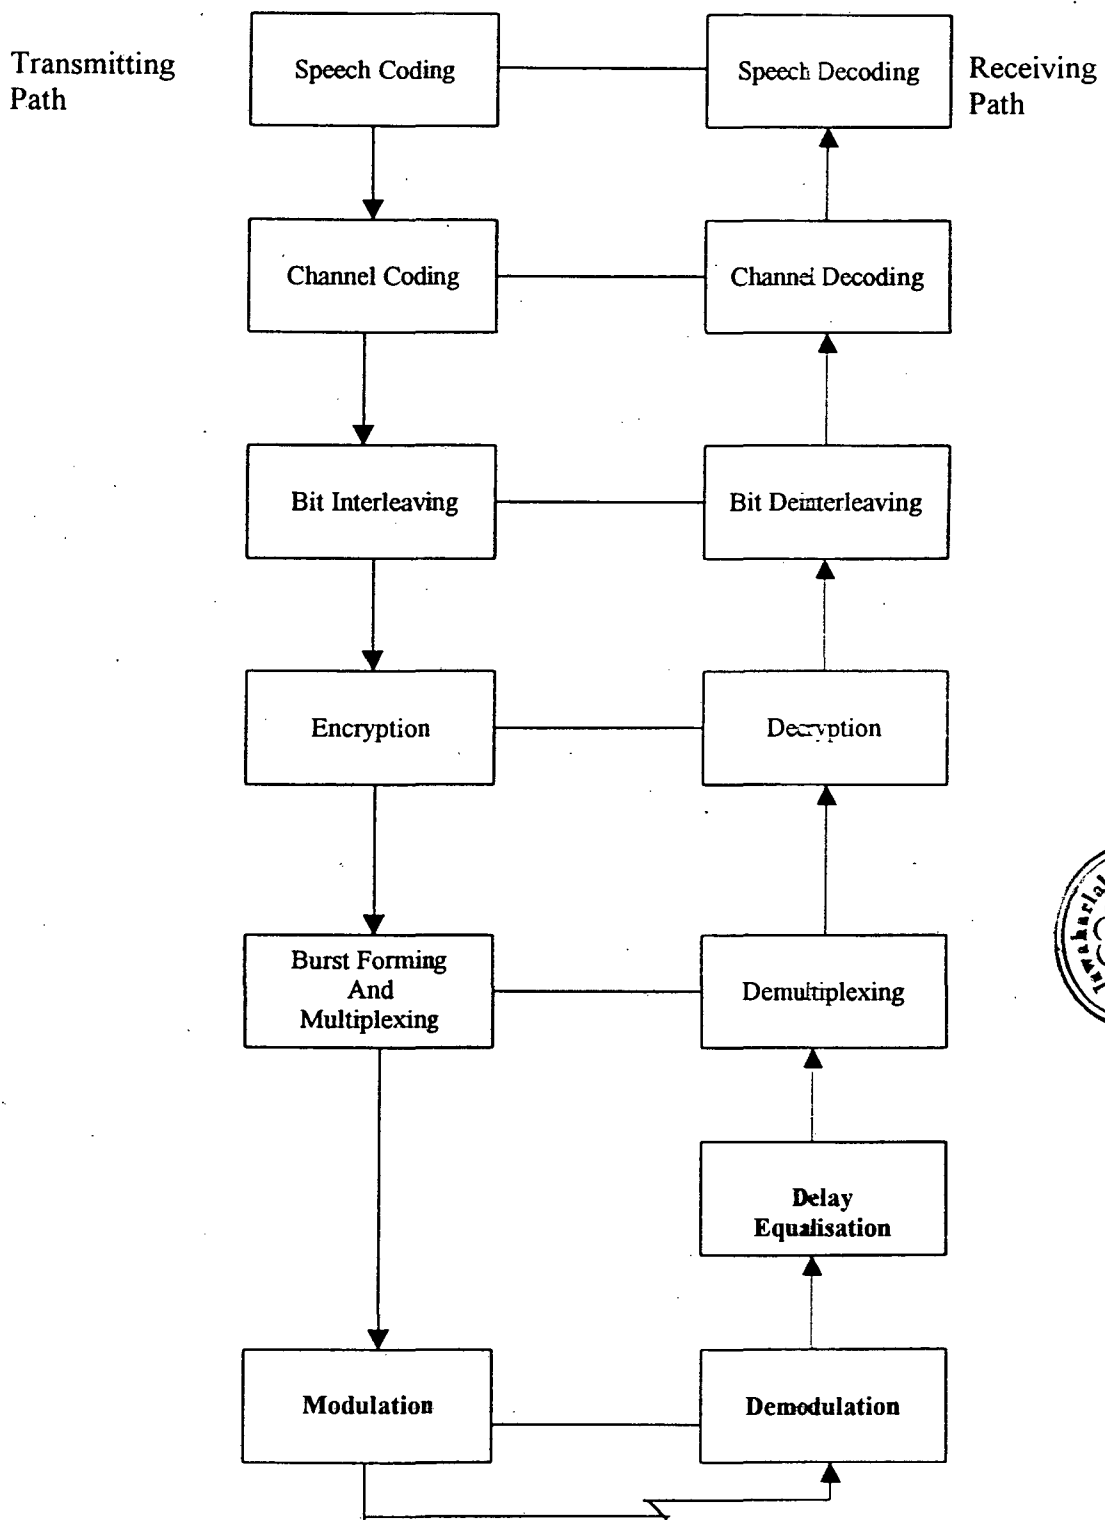 Transmitting
Path
Speech Coding
Speech Decoding
Receiving
Path
Channel Coding
Channel Decoding
Bit Interleaving
Bit Deinterleaving
Encryption
Decryption
Burst Forming
And
Multiplexing
Demultiplexing
Delay
Equalisation
Modulation
Demodulation
Jawaharlal